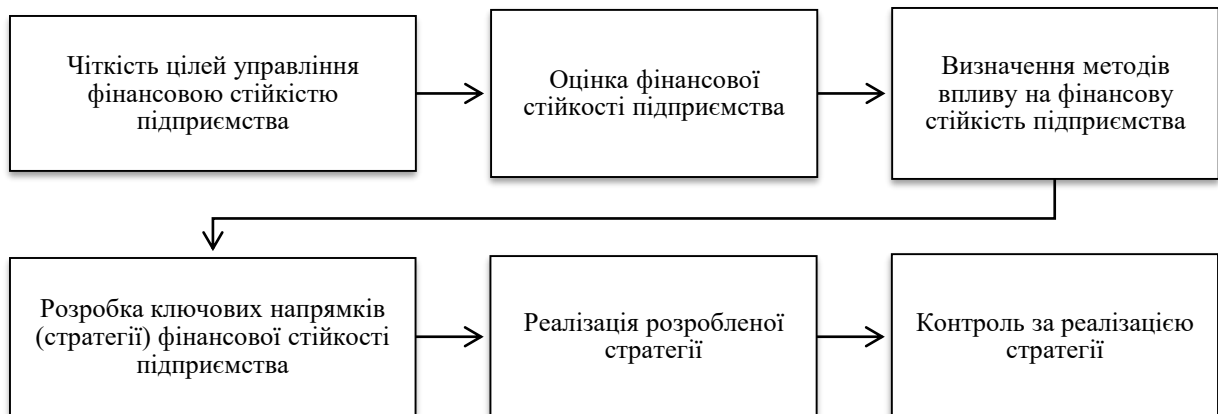 Чіткість цілей управління
фінансовою стійкістю
підприємства
Оцінка фінансової
стійкості підприємства
Визначення методів
впливу на фінансову
стійкість підприємства
Розробка ключових напрямків
(стратегії) фінансової стійкості
підприємства
Реалізація розробленої
стратегії
Контроль за реалізацією
стратегії